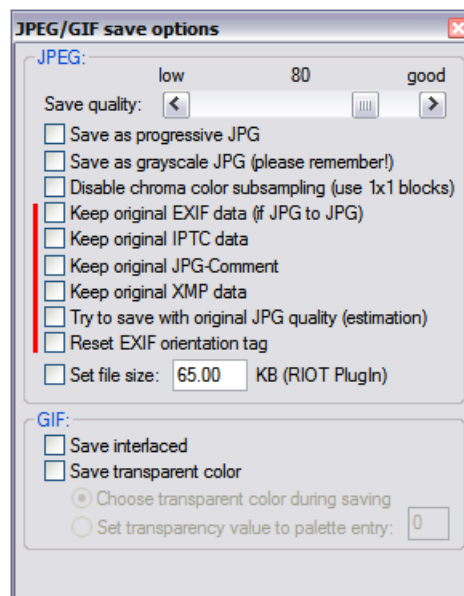 JPEG/GIF save options
JPEG:
low 80 good
Save quality:
Save as progressive JPG
Save as grayscale JPG (please remember!)
Disable chroma color subsampling (use 1x1 blocks)
Keep original EXIF data (if JPG to JPG)
Keep original IPTC data
Keep original JPG-Comment
Keep original XMP data
Try to save with original JPG quality (estimation)
Reset EXIF orientation tag
Set file size: 65.00 KB (RIOT PlugIn)
GIF:
Save interlaced
Save transparent color
Choose transparent color during saving
Set transparency value to palette entry: 0